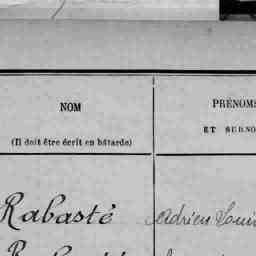 NOM
PRÉNOMS
ET SURNO
(Il doit être écrit en bâtarde)
Rabasté
Adrien Louis